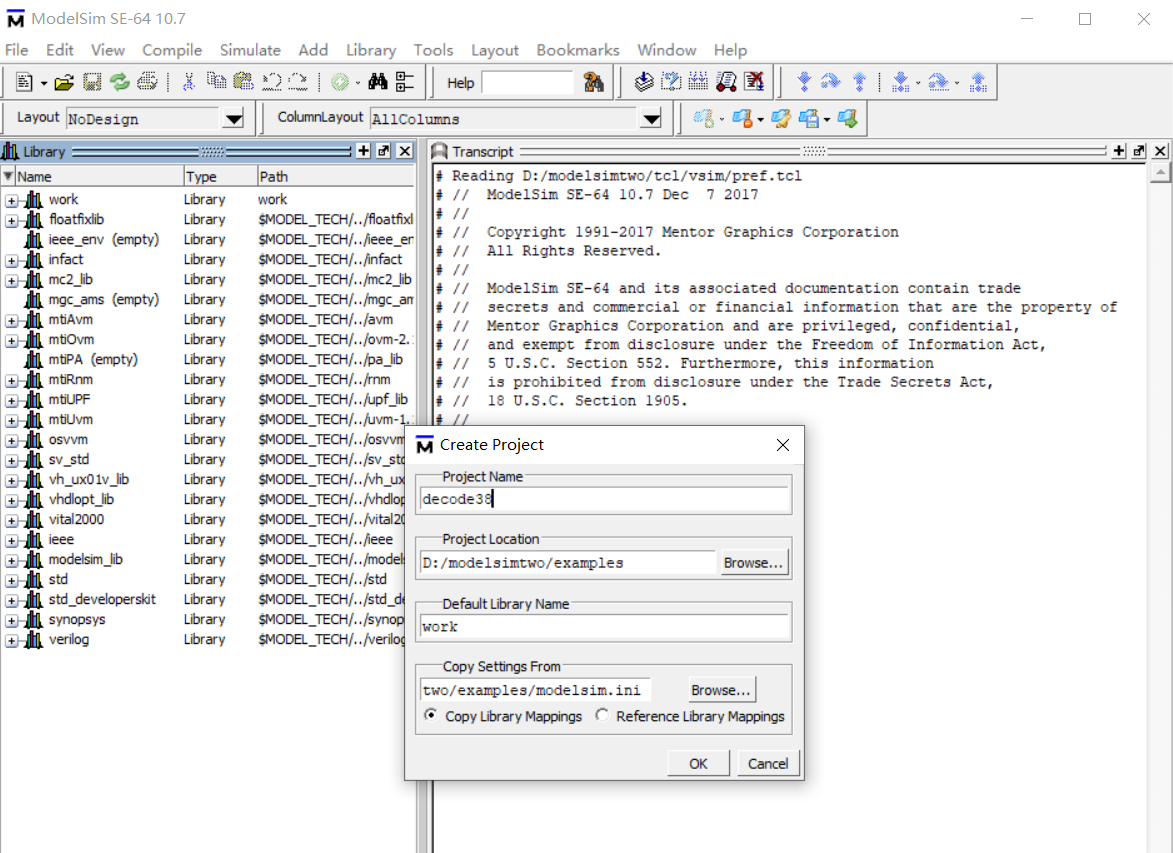 ModelSim SE-64 10.7
File Edit View Compile Simulate Add Library Tools Layout Bookmarks Window Help
Help
Layout NoDesign ColumnLayout AllColumns
Library
Name Type Path
work Library work
floatfixlib Library $MODEL_TECH/../floatfixl
ieee_env (empty) Library $MODEL_TECH/../ieee_en
infact Library $MODEL_TECH/../infact
mc2_lib Library $MODEL_TECH/../mc2_lib
mgc_ams (empty) Library $MODEL_TECH/../mgc_am
mtiAvm Library $MODEL_TECH/../avm
mtiOvm Library $MODEL_TECH/../ovm-2.
mtiPA (empty) Library $MODEL_TECH/../pa_lib
mtiRnm Library $MODEL_TECH/../rnm
mtiUPF Library $MODEL_TECH/../upf_lib
mtiUvm Library $MODEL_TECH/../uvm-1.
osvvm Library $MODEL_TECH/../osvvm
sv_std Library $MODEL_TECH/../sv_std
vh_ux01v_lib Library $MODEL_TECH/../vh_ux
vhdlopt_lib Library $MODEL_TECH/../vhdlop
vital2000 Library $MODEL_TECH/../vital20
ieee Library $MODEL_TECH/../ieee
modelsim_lib Library $MODEL_TECH/../models
std Library $MODEL_TECH/../std
std_developerskit Library $MODEL_TECH/../std_de
synopsys Library $MODEL_TECH/../synop
verilog Library $MODEL_TECH/../verilog
Transcript
# Reading D:/modelsimtwo/tcl/vsim/pref.tcl
# // ModelSim SE-64 10.7 Dec 7 2017
# //
# // Copyright 1991-2017 Mentor Graphics Corporation
# // All Rights Reserved.
# //
# // ModelSim SE-64 and its associated documentation contain trade
# // secrets and commercial or financial information that are the property of
# // Mentor Graphics Corporation and are privileged, confidential,
# // and exempt from disclosure under the Freedom of Information Act,
# // 5 U.S.C. Section 552. Furthermore, this information
# // is prohibited from disclosure under the Trade Secrets Act,
# // 18 U.S.C. Section 1905.
# //
Create Project
Project Name
decode38
Project Location
D:/modelsimtwo/examples Browse...
Default Library Name
work
Copy Settings From
two/examples/modelsim.ini Browse...
Copy Library Mappings Reference Library Mappings
OK Cancel